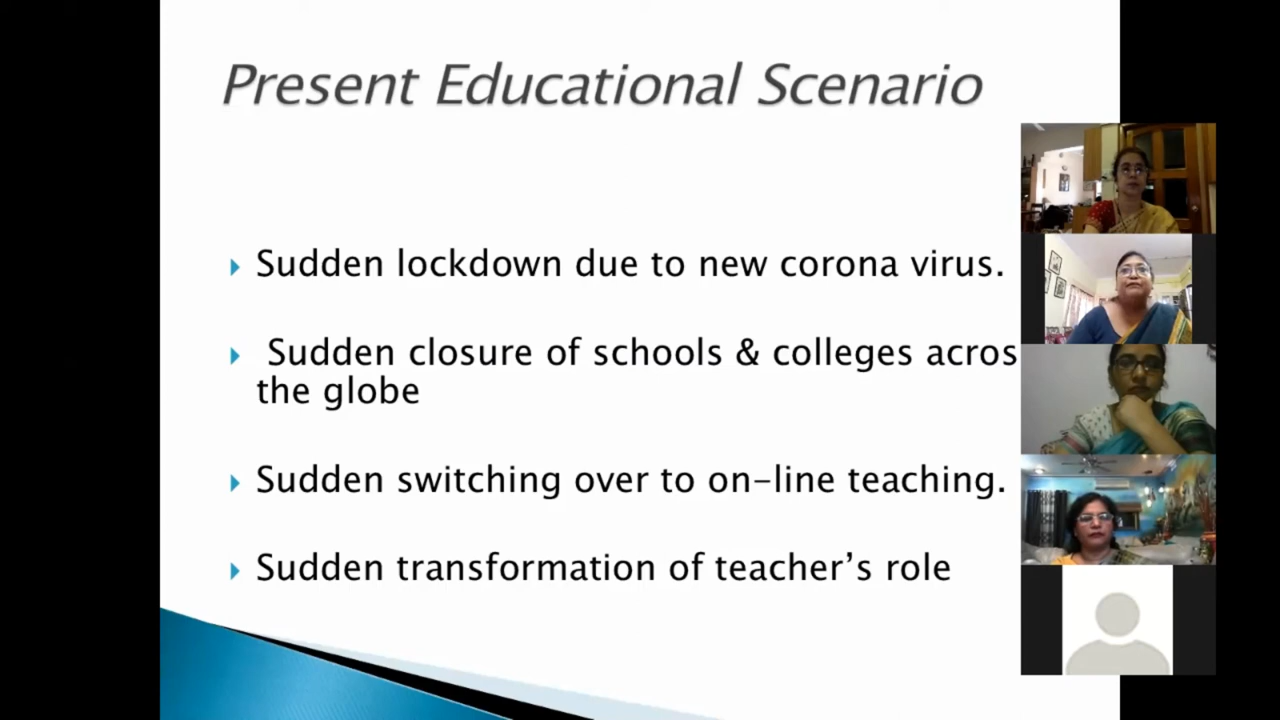 Present Educational Scenario
Sudden lockdown due to new corona virus.
Sudden closure of schools & colleges acros
the globe
Sudden switching over to on-line teaching.
Sudden transformation of teacher’s role